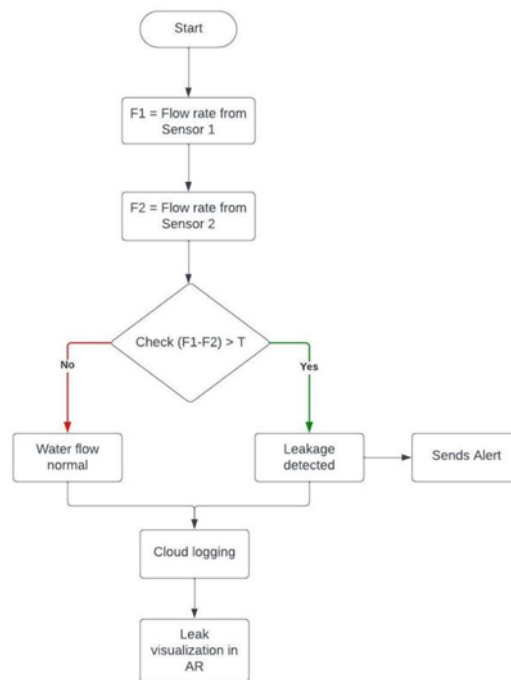 Start
F1 = Flow rate from
Sensor 1
F2 = Flow rate from
Sensor 2
Check (F1-F2) > T
No
Yes
Water flow
normal
Leakage
detected
Sends Alert
Cloud logging
Leak
visualization in
AR